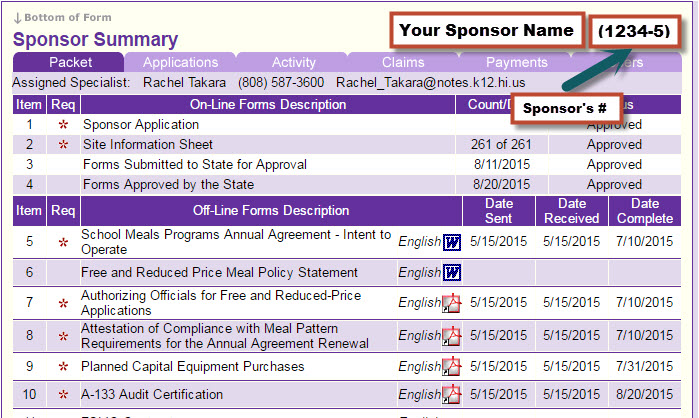 ↓ Bottom of Form
Your Sponsor Name (1234-5)
Sponsor Summary
Packet Applications Activity Claims Payments
Assigned Specialist: Rachel Takara (808) 587-3600 Rachel_Takara@notes.k12.hi.us
Sponsor's #
Item Req On-Line Forms Description
1 * Sponsor Application Approved
2 * Site Information Sheet 261 of 261 Approved
3 Forms Submitted to State for Approval 8/11/2015 Approved
4 Forms Approved by the State 8/20/2015 Approved
Item Req Off-Line Forms Description Date Sent Date Received Date Complete
5 * School Meals Programs Annual Agreement - Intent to
Operate English W 5/15/2015 5/15/2015 7/10/2015
6 Free and Reduced Price Meal Policy Statement English W
7 * Authorizing Officials for Free and Reduced-Price
Applications English 5/15/2015 5/15/2015 7/10/2015
8 * Attestation of Compliance with Meal Pattern
Requirements for the Annual Agreement Renewal English 5/15/2015 5/15/2015 7/10/2015
9 * Planned Capital Equipment Purchases English 5/15/2015 5/15/2015 7/31/2015
10 * A-133 Audit Certification English 5/15/2015 5/15/2015 8/20/2015